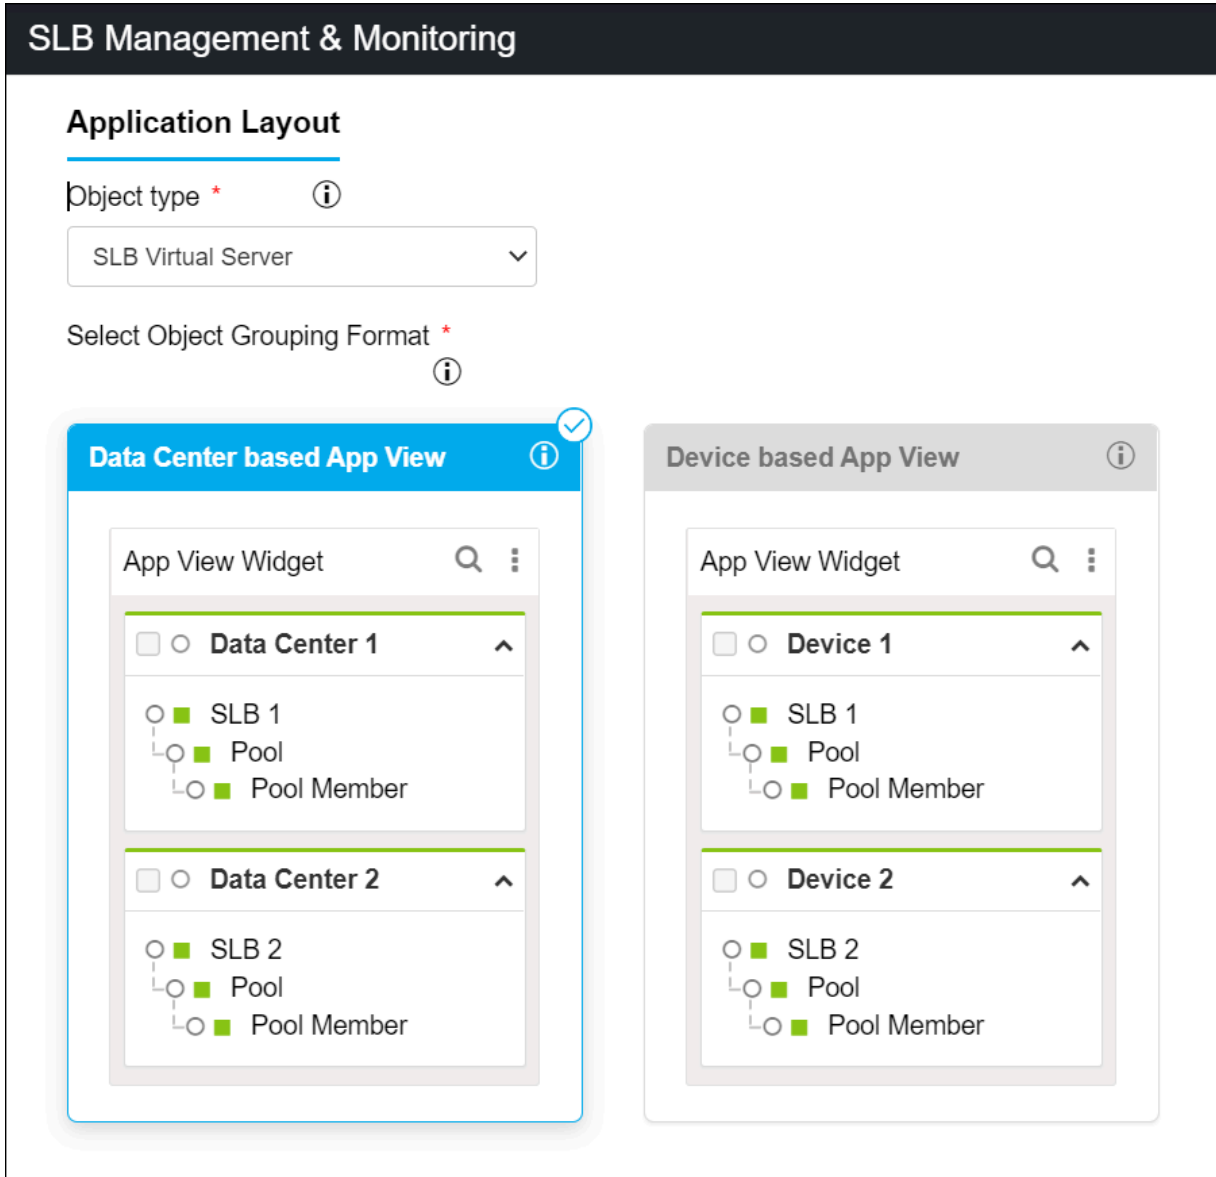 SLB Management & Monitoring
Application Layout
Object type *
SLB Virtual Server
Select Object Grouping Format *
Data Center based App View
App View Widget
Data Center 1
SLB 1
Pool
Pool Member
Data Center 2
SLB 2
Pool
Pool Member
Device based App View
App View Widget
Device 1
SLB 1
Pool
Pool Member
Device 2
SLB 2
Pool
Pool Member